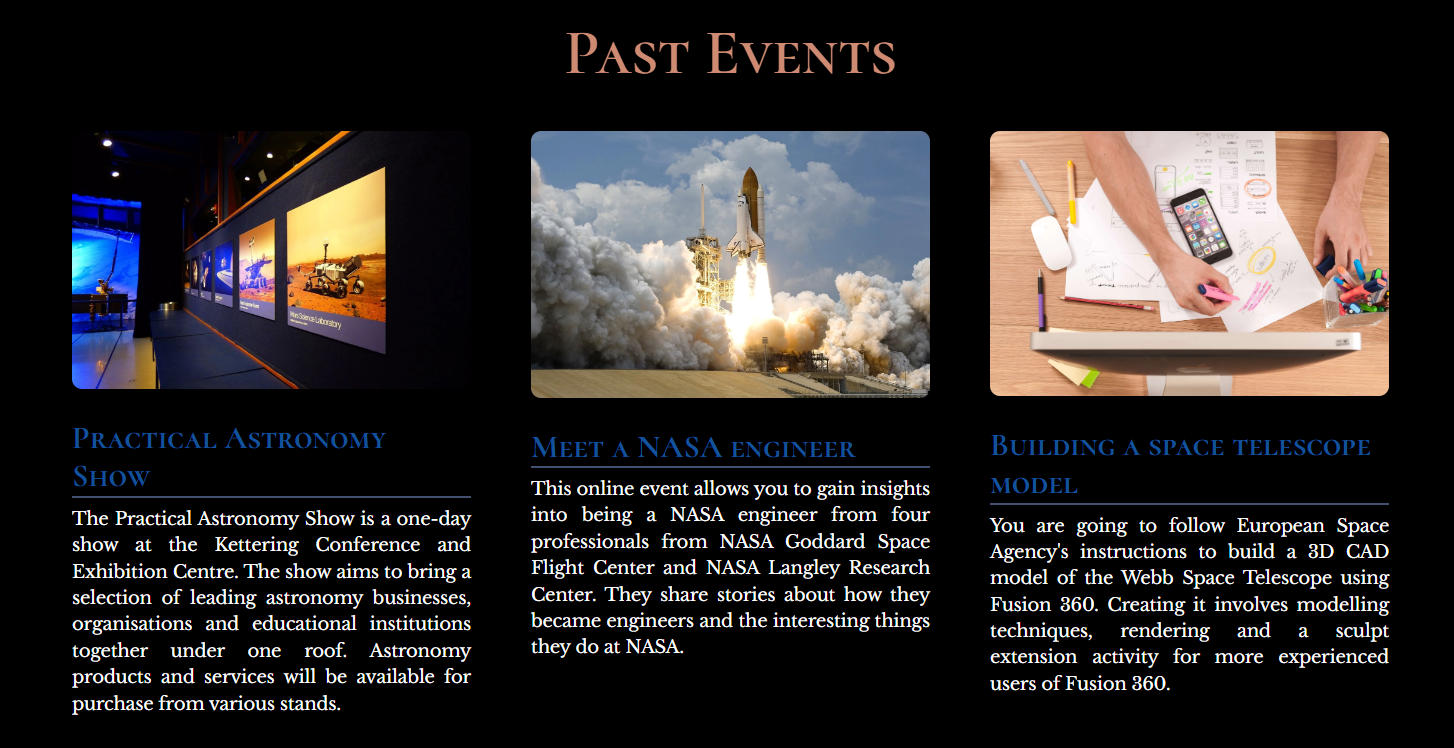 Past Events
Mars Science Laboratory
Practical Astronomy
Show
The Practical Astronomy Show is a one-day
show at the Kettering Conference and
Exhibition Centre. The show aims to bring a
selection of leading astronomy businesses,
organisations and educational institutions
together under one roof. Astronomy
products and services will be available for
purchase from various stands.
Meet a NASA engineer
This online event allows you to gain insights
into being a NASA engineer from four
professionals from NASA Goddard Space
Flight Center and NASA Langley Research
Center. They share stories about how they
became engineers and the interesting things
they do at NASA.
Building a space telescope
model
You are going to follow European Space
Agency's instructions to build a 3D CAD
model of the Webb Space Telescope using
Fusion 360. Creating it involves modelling
techniques, rendering and a sculpt
extension activity for more experienced
users of Fusion 360.